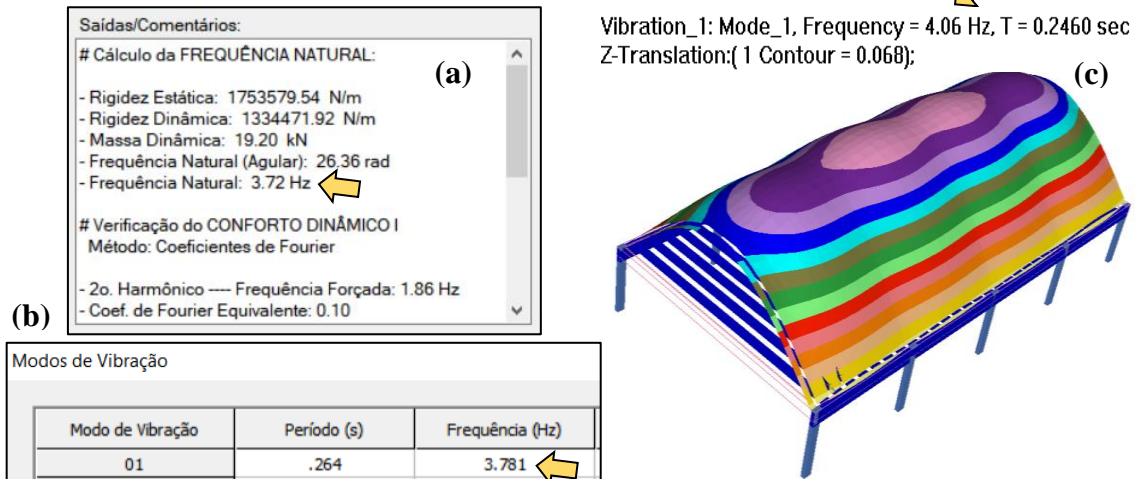 Saídas/Comentários:
# Cálculo da FREQUÊNCIA NATURAL:
(a)
- Rigidez Estática: 1753579.54 N/m
- Rigidez Dinâmica: 1334471.92 N/m
- Massa Dinâmica: 19.20 kN
- Frequência Natural (Agular): 26.36 rad
- Frequência Natural: 3.72 Hz
# Verificação do CONFORTO DINÂMICO I
Método: Coeficientes de Fourier
- 2o. Harmônico ---- Frequência Forçada: 1.86 Hz
- Coef. de Fourier Equivalente: 0.10
(b)
Modos de Vibração
Modo de Vibração Período (s) Frequência (Hz)
01 .264 3.781
Vibration_1: Mode_1, Frequency = 4.06 Hz, T = 0.2460 sec
Z-Translation:( 1 Contour = 0.068);
(c)